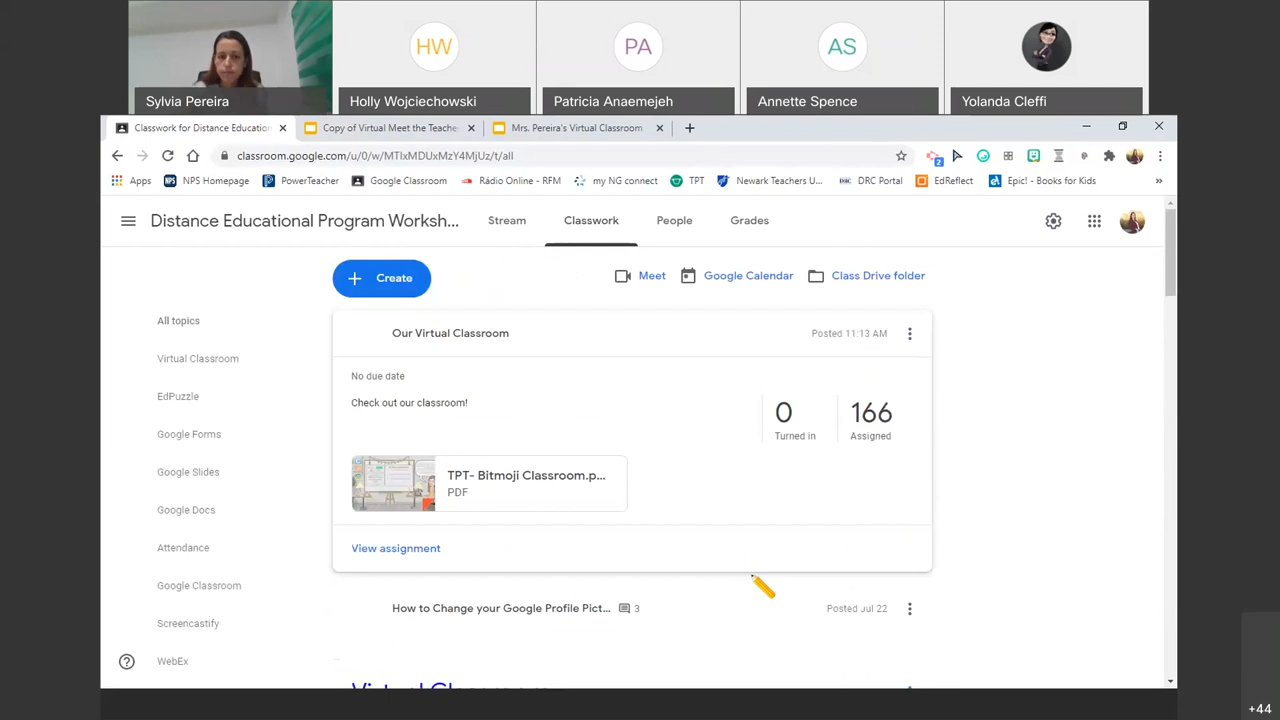 HW
PA
AS
Sylvia Pereira
Holly Wojciechowski
Patricia Anaemejeh
Annette Spence
Yolanda Cleffi
Classwork for Distance Education
Copy of Virtual Meet the Teache
Mrs. Pereira's Virtual Classroom
classroom.google.com/u/0/w/MTIxMDUxMzY4MjUz/t/all
2
Apps
NPS Homepage
PowerTeacher
Google Classroom
Rádio Online - RFM
my NG connect
TPT
Newark Teachers U...
DRC Portal
EdReflect
Epic! - Books for Kids
»
Distance Educational Program Worksh...
Stream
Classwork
People
Grades
Create
Meet
Google Calendar
Class Drive folder
All topics
Virtual Classroom
EdPuzzle
Google Forms
Google Slides
Google Docs
Attendance
Google Classroom
Screencastify
WebEx
Our Virtual Classroom
Posted 11:13 AM
No due date
Check out our classroom!
0
Turned in
166
Assigned
TPT- Bitmoji Classroom.p...
PDF
View assignment
How to Change your Google Profile Pict...
3
Posted Jul 22
Virtual Classroom
+44